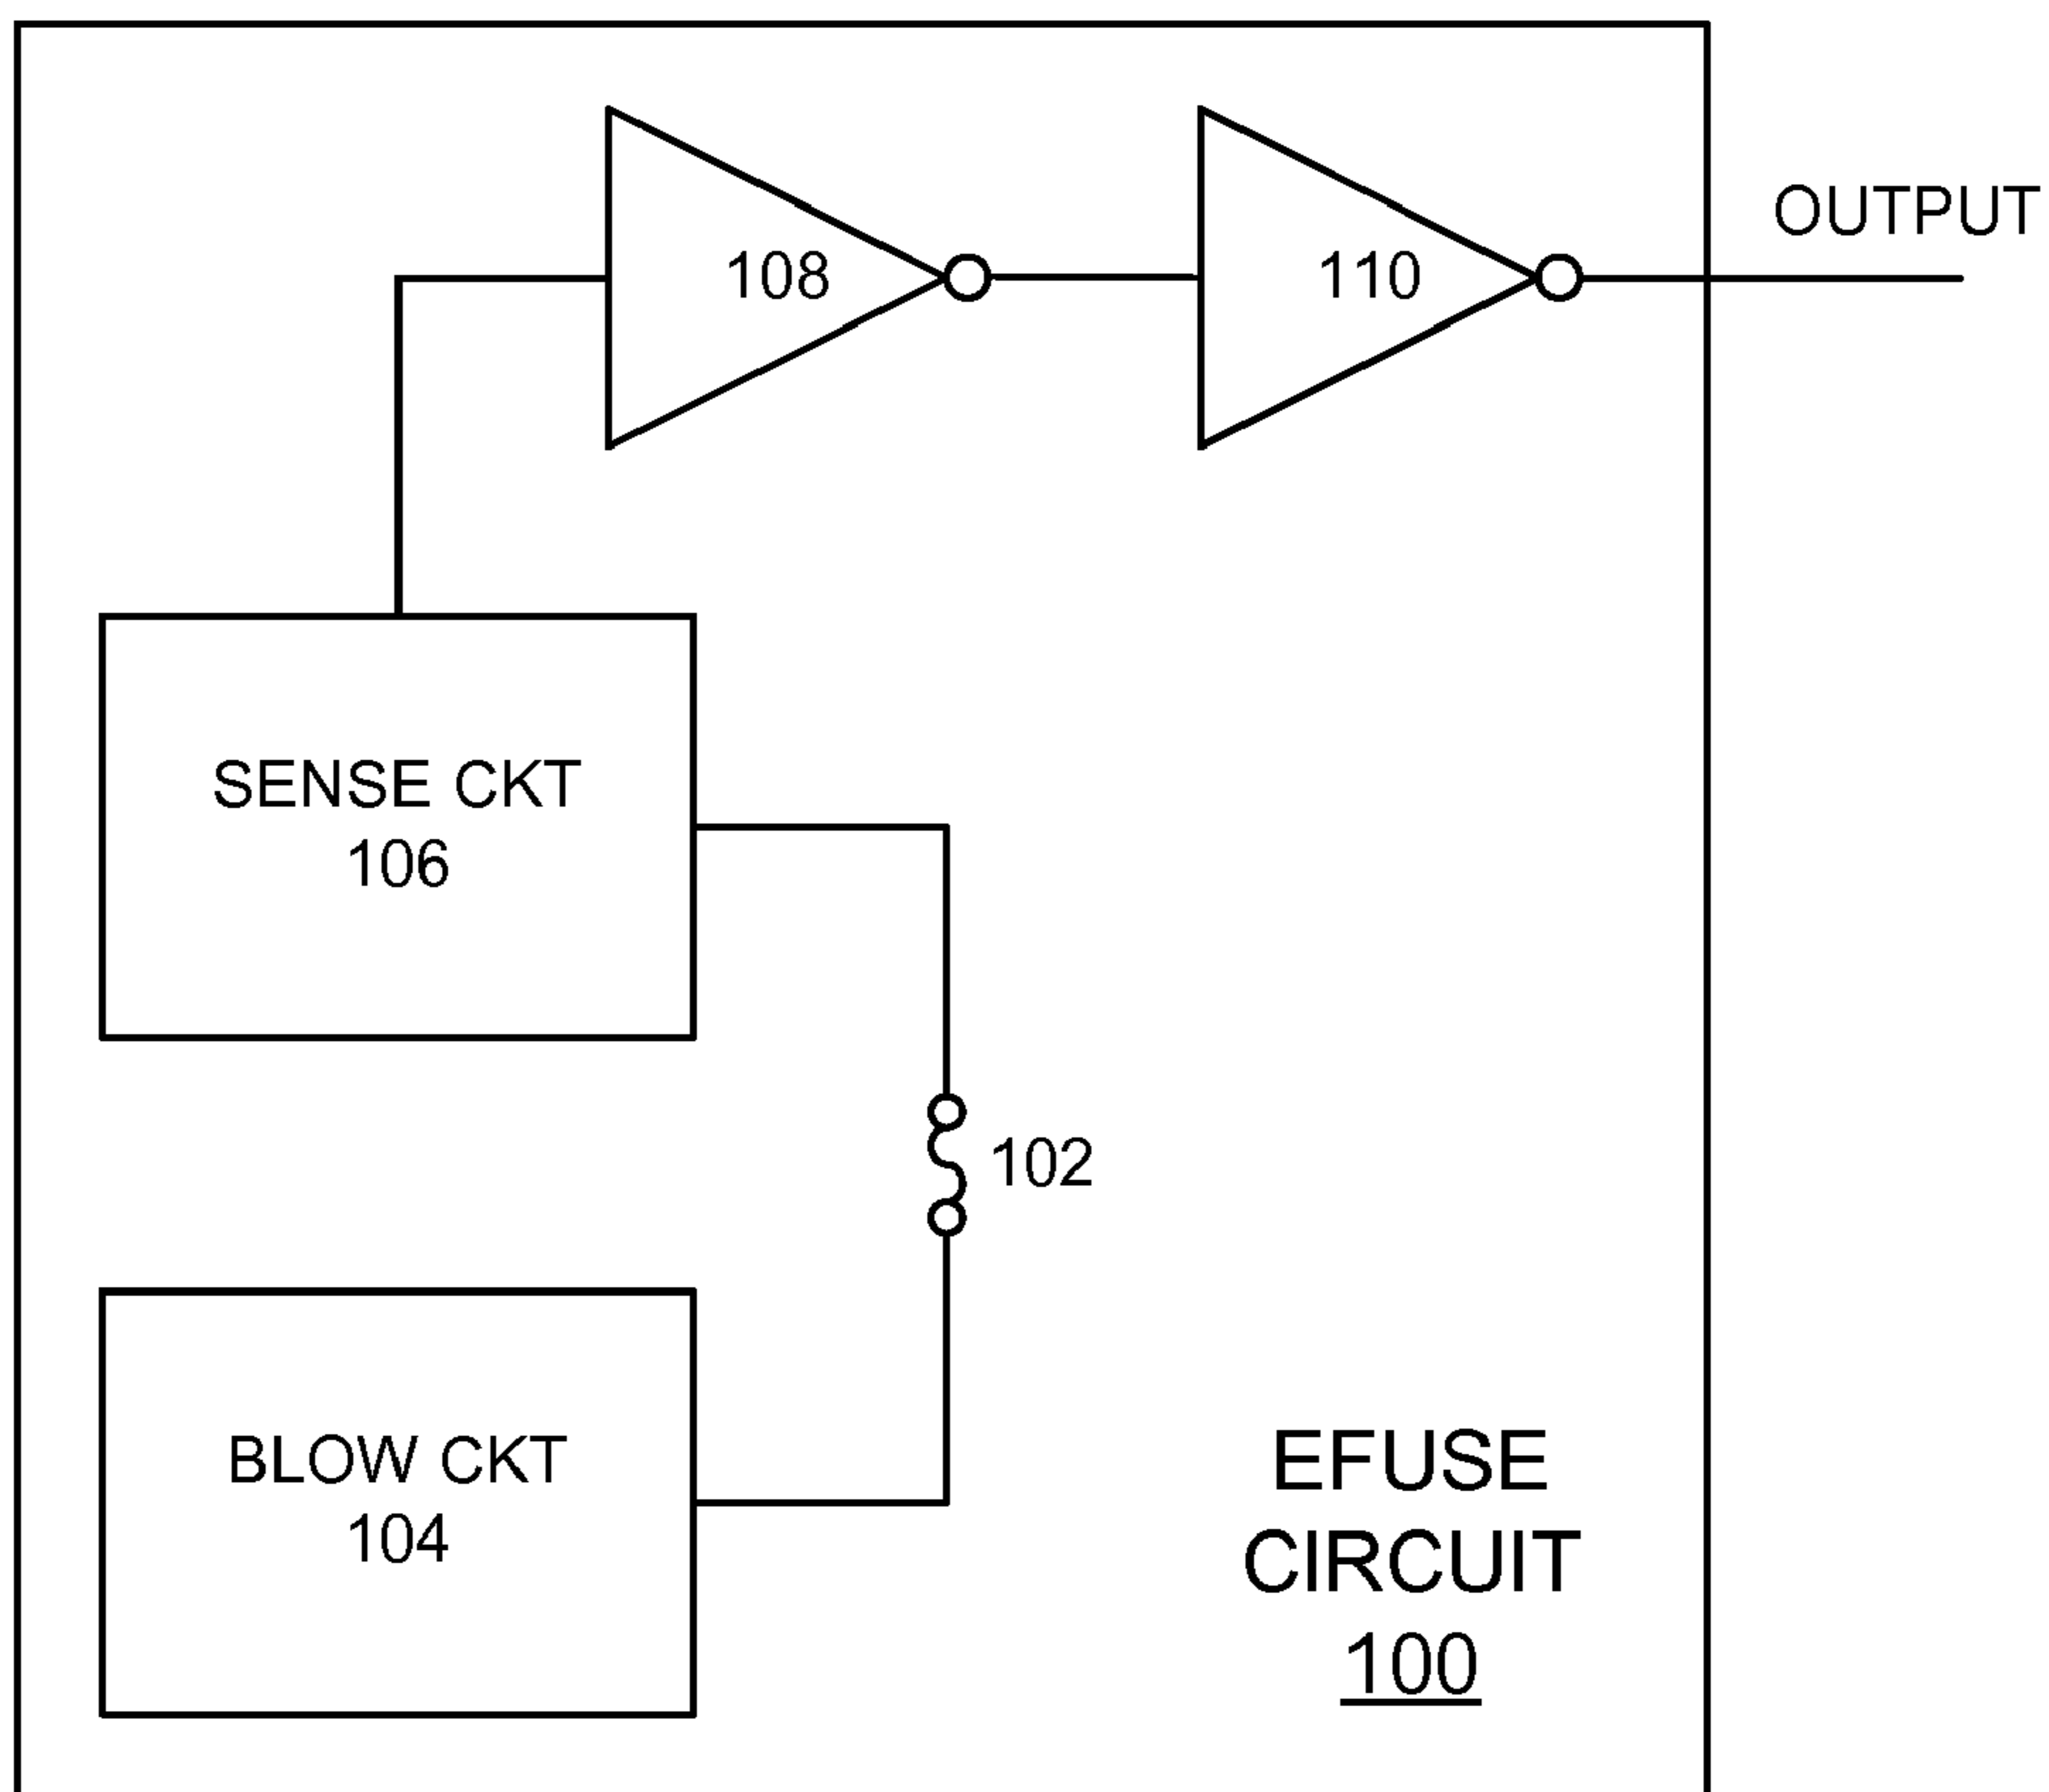 108
110
OUTPUT
SENSE CKT
106
102
BLOW CKT
104
EFUSE
CIRCUIT
100